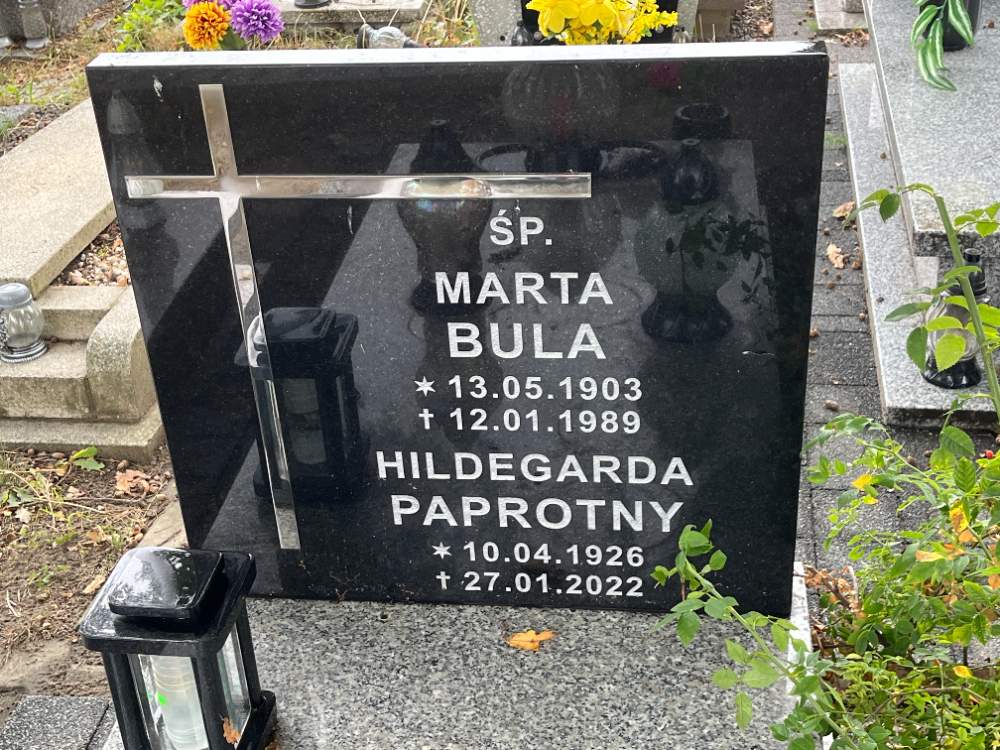 ŚP.
MARTA
BULA
* 13.05.1903
† 12.01.1989
HILDEGARDA
PAPROTNY
* 10.04.1926
† 27.01.2022